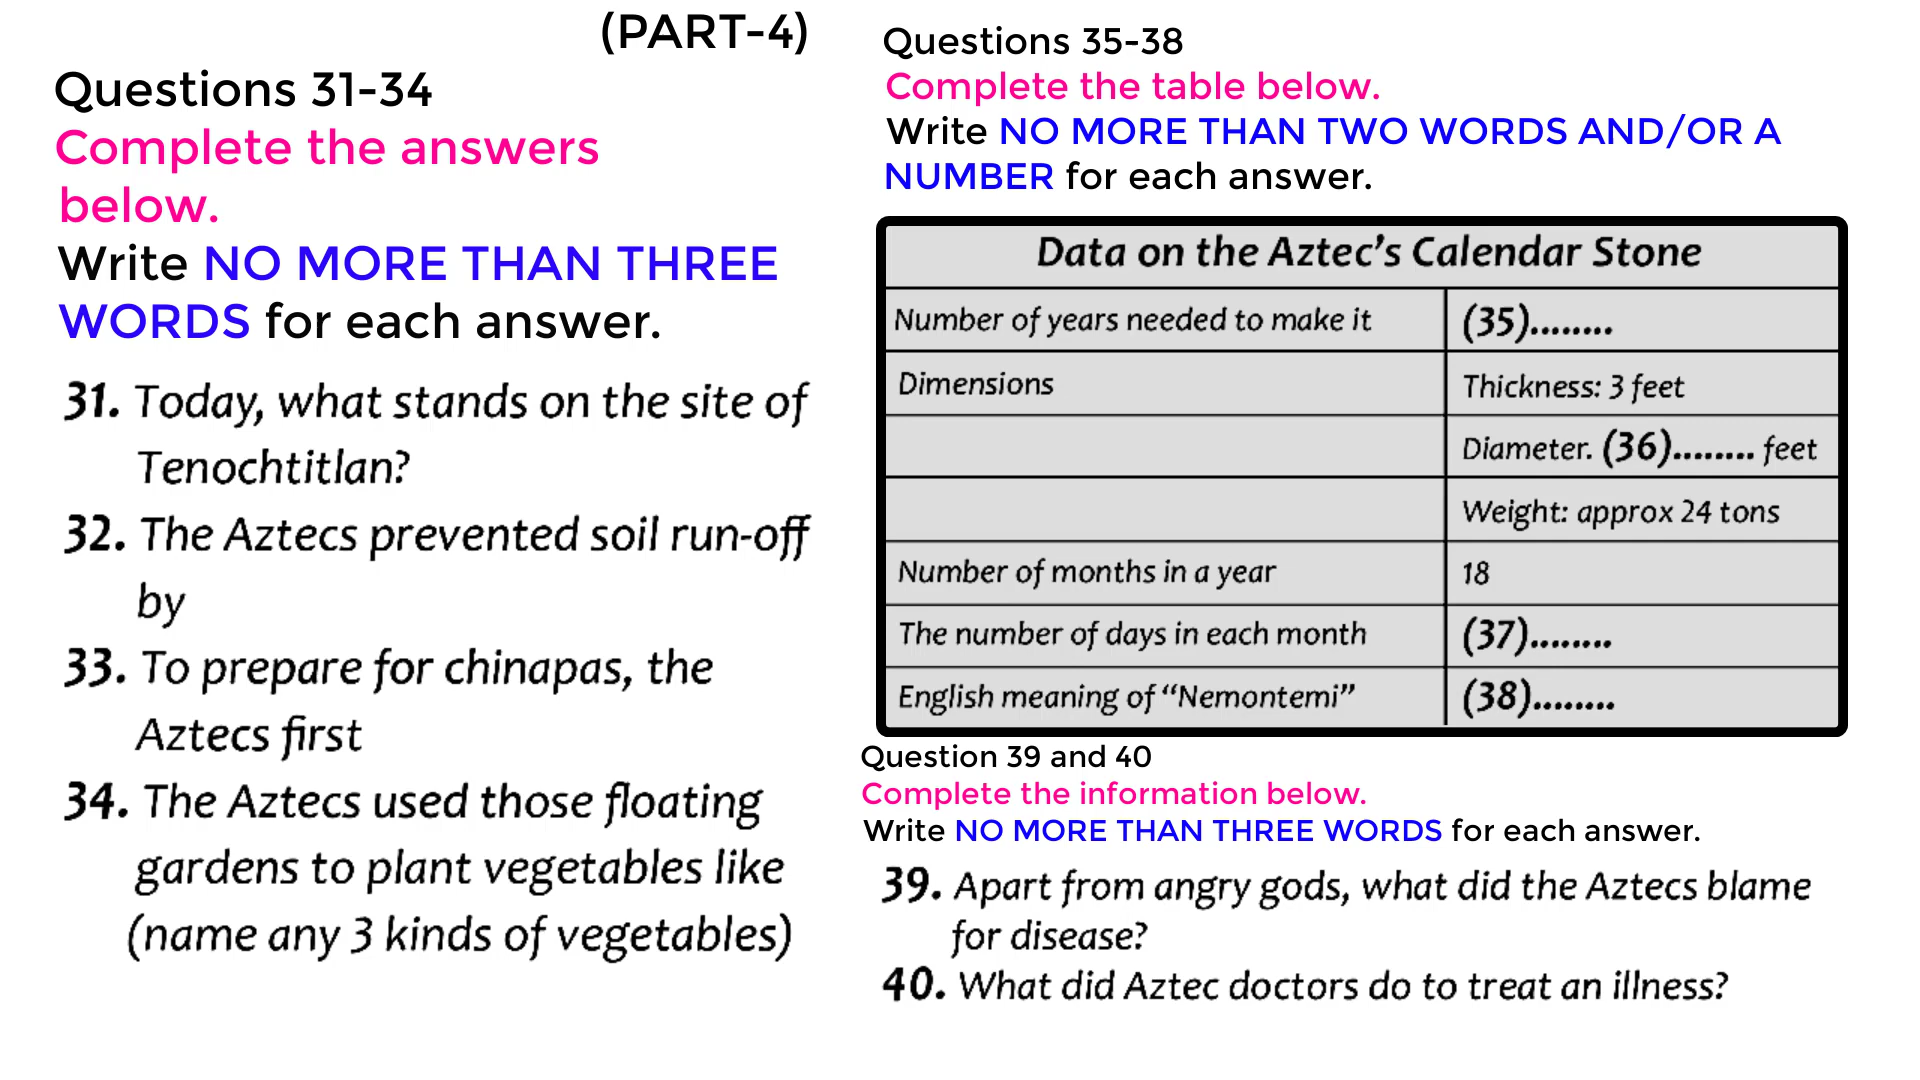 (PART-4)
Questions 31-34
Complete the answers
below.
Write NO MORE THAN THREE
WORDS for each answer.
31. Today, what stands on the site of
Tenochtitlan?
32. The Aztecs prevented soil run-off
by
33. To prepare for chinapas, the
Aztecs first
34. The Aztecs used those floating
gardens to plant vegetables like
(name any 3 kinds of vegetables)
Questions 35-38
Complete the table below.
Write NO MORE THAN TWO WORDS AND/OR A
NUMBER for each answer.
Data on the Aztec's Calendar Stone
Number of years needed to make it (35)........
Dimensions Thickness: 3 feet
Diameter. (36)........ feet
Weight: approx 24 tons
Number of months in a year 18
The number of days in each month (37)........
English meaning of "Nemontemi" (38)........
Question 39 and 40
Complete the information below.
Write NO MORE THAN THREE WORDS for each answer.
39. Apart from angry gods, what did the Aztecs blame
for disease?
40. What did Aztec doctors do to treat an illness?